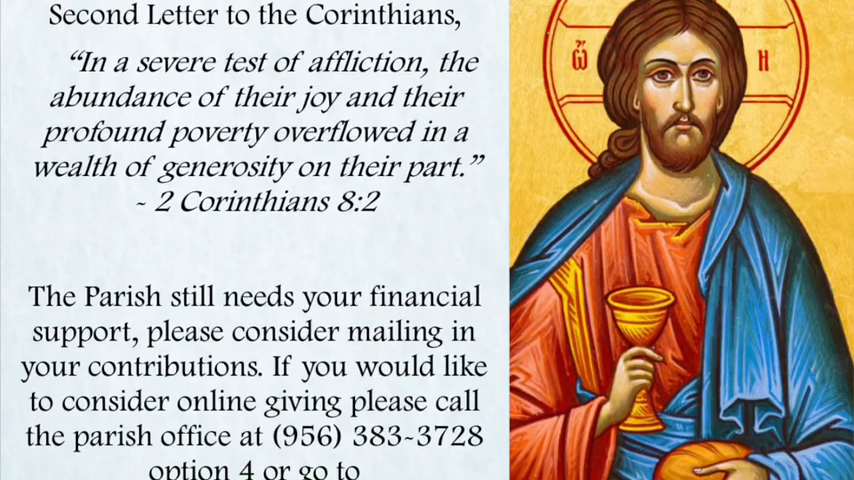 Second Letter to the Corinthians,
“In a severe test of affliction, the
abundance of their joy and their
profound poverty overflowed in a
wealth of generosity on their part.”
~ 2 Corinthians 8:2
The Parish still needs your financial
support, please consider mailing in
your contributions. If you would like
to consider online giving please call
the parish office at (956) 383-3728
option 4 or go to
ὤ Η